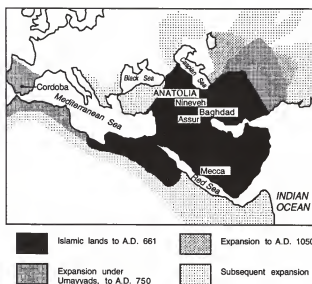 Black Sea
Caspian Sea
ANATOLIA
Nineveh
Cordoba
Mediterranean Sea
Baghdad
Assur
Mecca
Red Sea
INDIAN
OCEAN
Islamic lands to A.D. 661
Expansion to A.D. 1050
Expansion under
Umayyads, to A.D. 750
Subsequent expansion